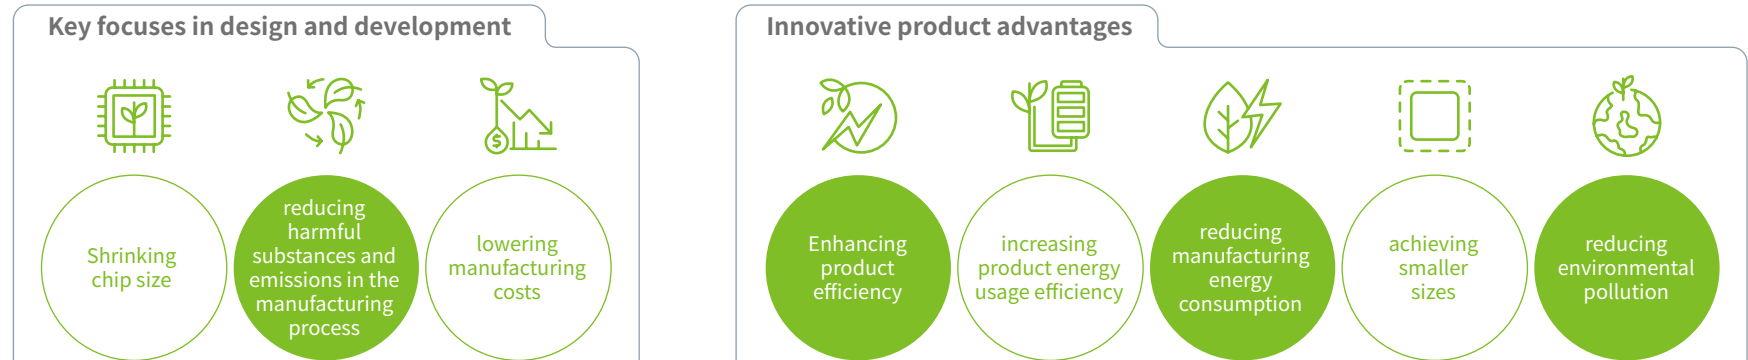 Key focuses in design and development
Shrinking
chip size
reducing
harmful
substances and
emissions in the
manufacturing
process
lowering
manufacturing
costs
$
Innovative product advantages
Enhancing
product
efficiency
increasing
product energy
usage efficiency
reducing
manufacturing
energy
consumption
achieving
smaller
sizes
reducing
environmental
pollution